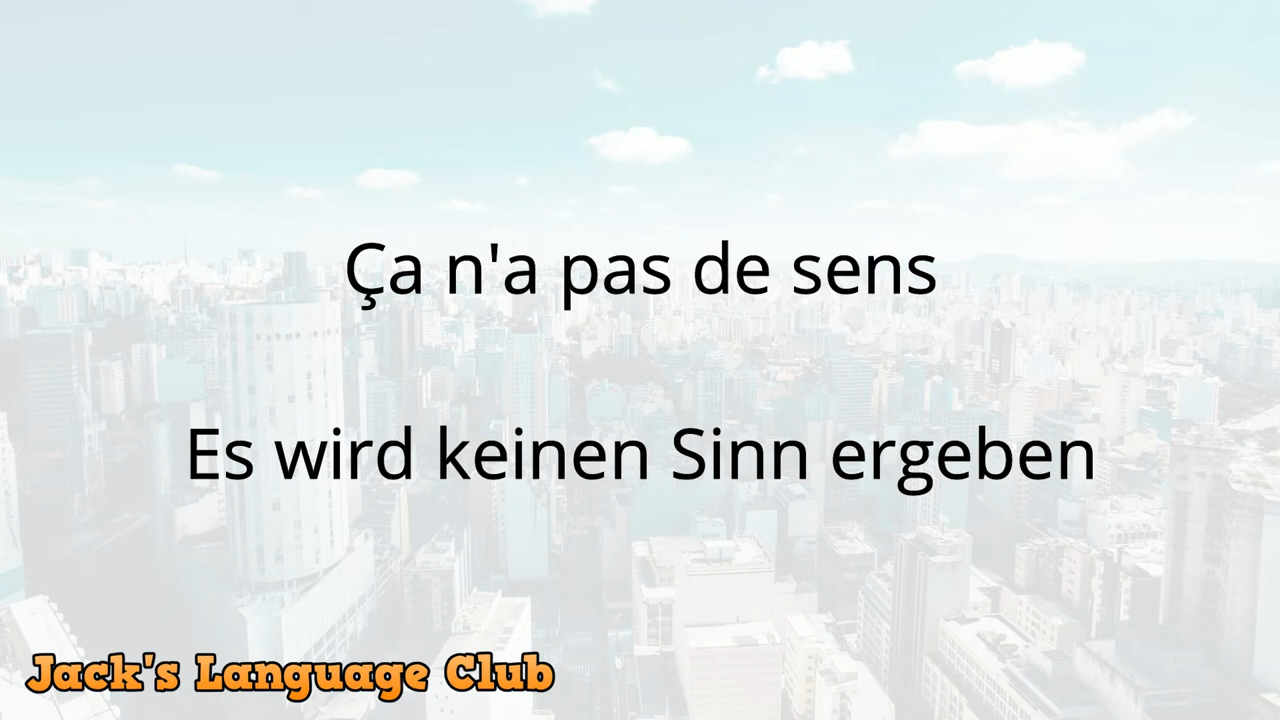 Ça n'a pas de sens
Es wird keinen Sinn ergeben
Jack's Language Club